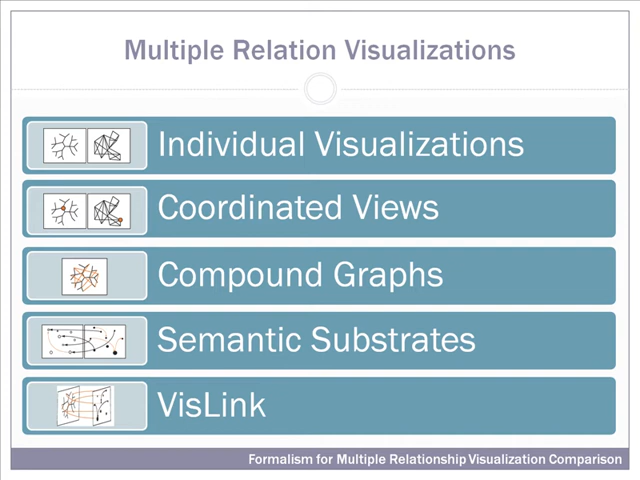 Multiple Relation Visualizations
Individual Visualizations
Coordinated Views
Compound Graphs
Semantic Substrates
VisLink
Formalism for Multiple Relationship Visualization Comparison